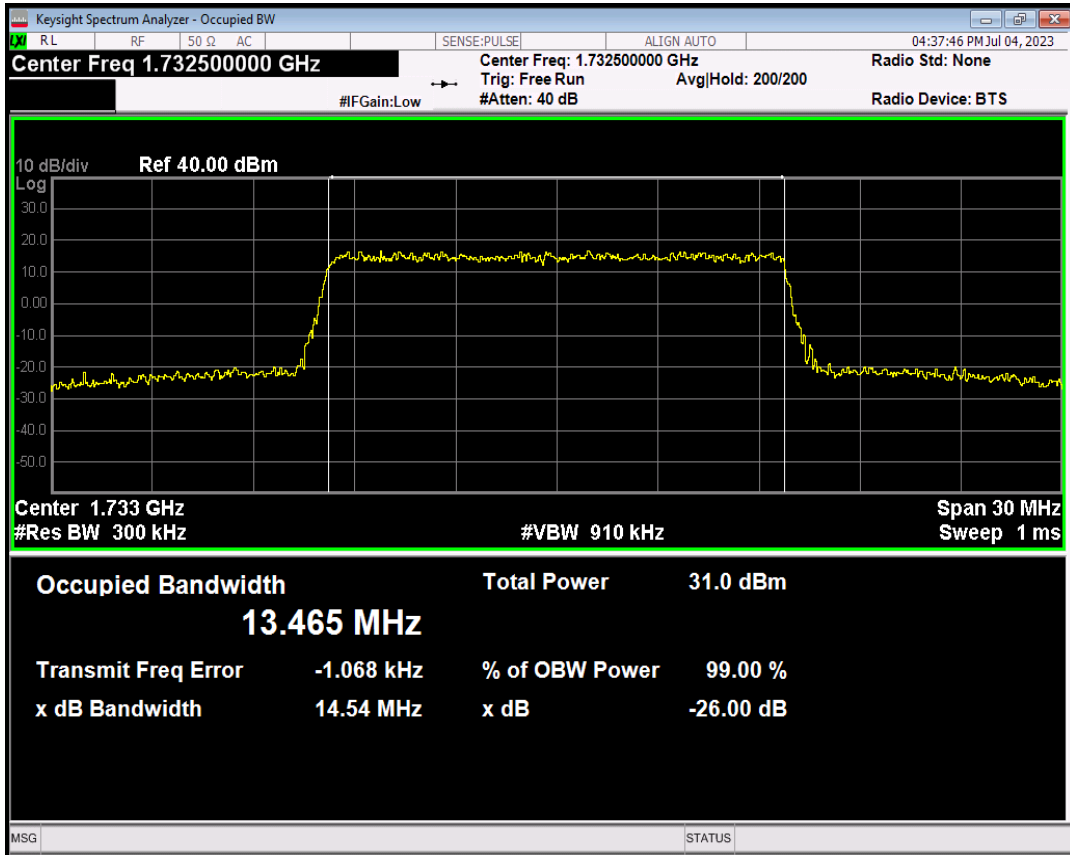 Keysight Spectrum Analyzer - Occupied BW
LXI RL RF 50 Ω AC SENSE:PULSE ALIGN AUTO 04:37:46 PM Jul 04, 2023
Center Freq 1.732500000 GHz Center Freq: 1.732500000 GHz Radio Std: None
Trig: Free Run Avg|Hold: 200/200
#IFGain:Low #Atten: 40 dB Radio Device: BTS
10 dB/div Ref 40.00 dBm
Log
30.0
20.0
10.0
0.00
-10.0
-20.0
-30.0
-40.0
-50.0
Center 1.733 GHz Span 30 MHz
#Res BW 300 kHz #VBW 910 kHz Sweep 1 ms
Occupied Bandwidth Total Power 31.0 dBm
13.465 MHz
Transmit Freq Error -1.068 kHz % of OBW Power 99.00 %
x dB Bandwidth 14.54 MHz x dB -26.00 dB
MSG STATUS